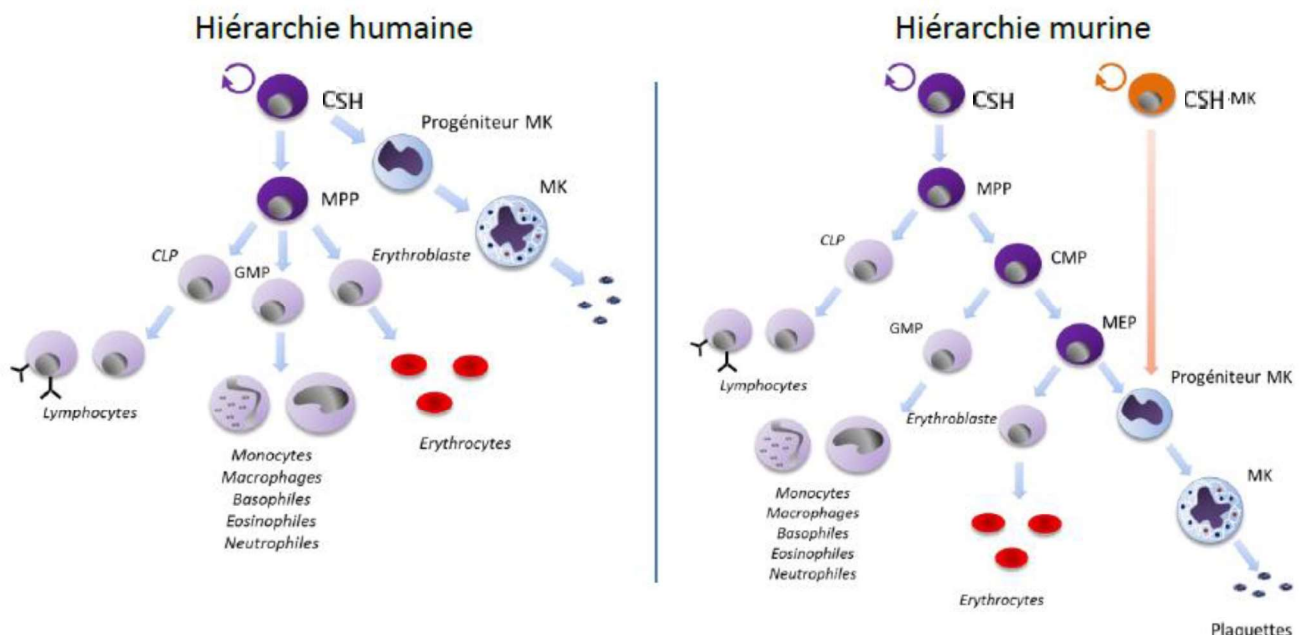 Hiérarchie humaine
CSH
Progéniteur MK
MK
MPP
CLP
GMP
Erythroblaste
Lymphocytes
Erythrocytes
Monocytes
Macrophages
Basophiles
Eosinophiles
Neutrophiles
Hiérarchie murine
CSH
CSH-MK
MPP
CLP
CMP
GMP
MEP
Lymphocytes
Progéniteur MK
Erythroblaste
MK
Monocytes
Macrophages
Basophiles
Eosinophiles
Neutrophiles
Erythrocytes
Plaquettes